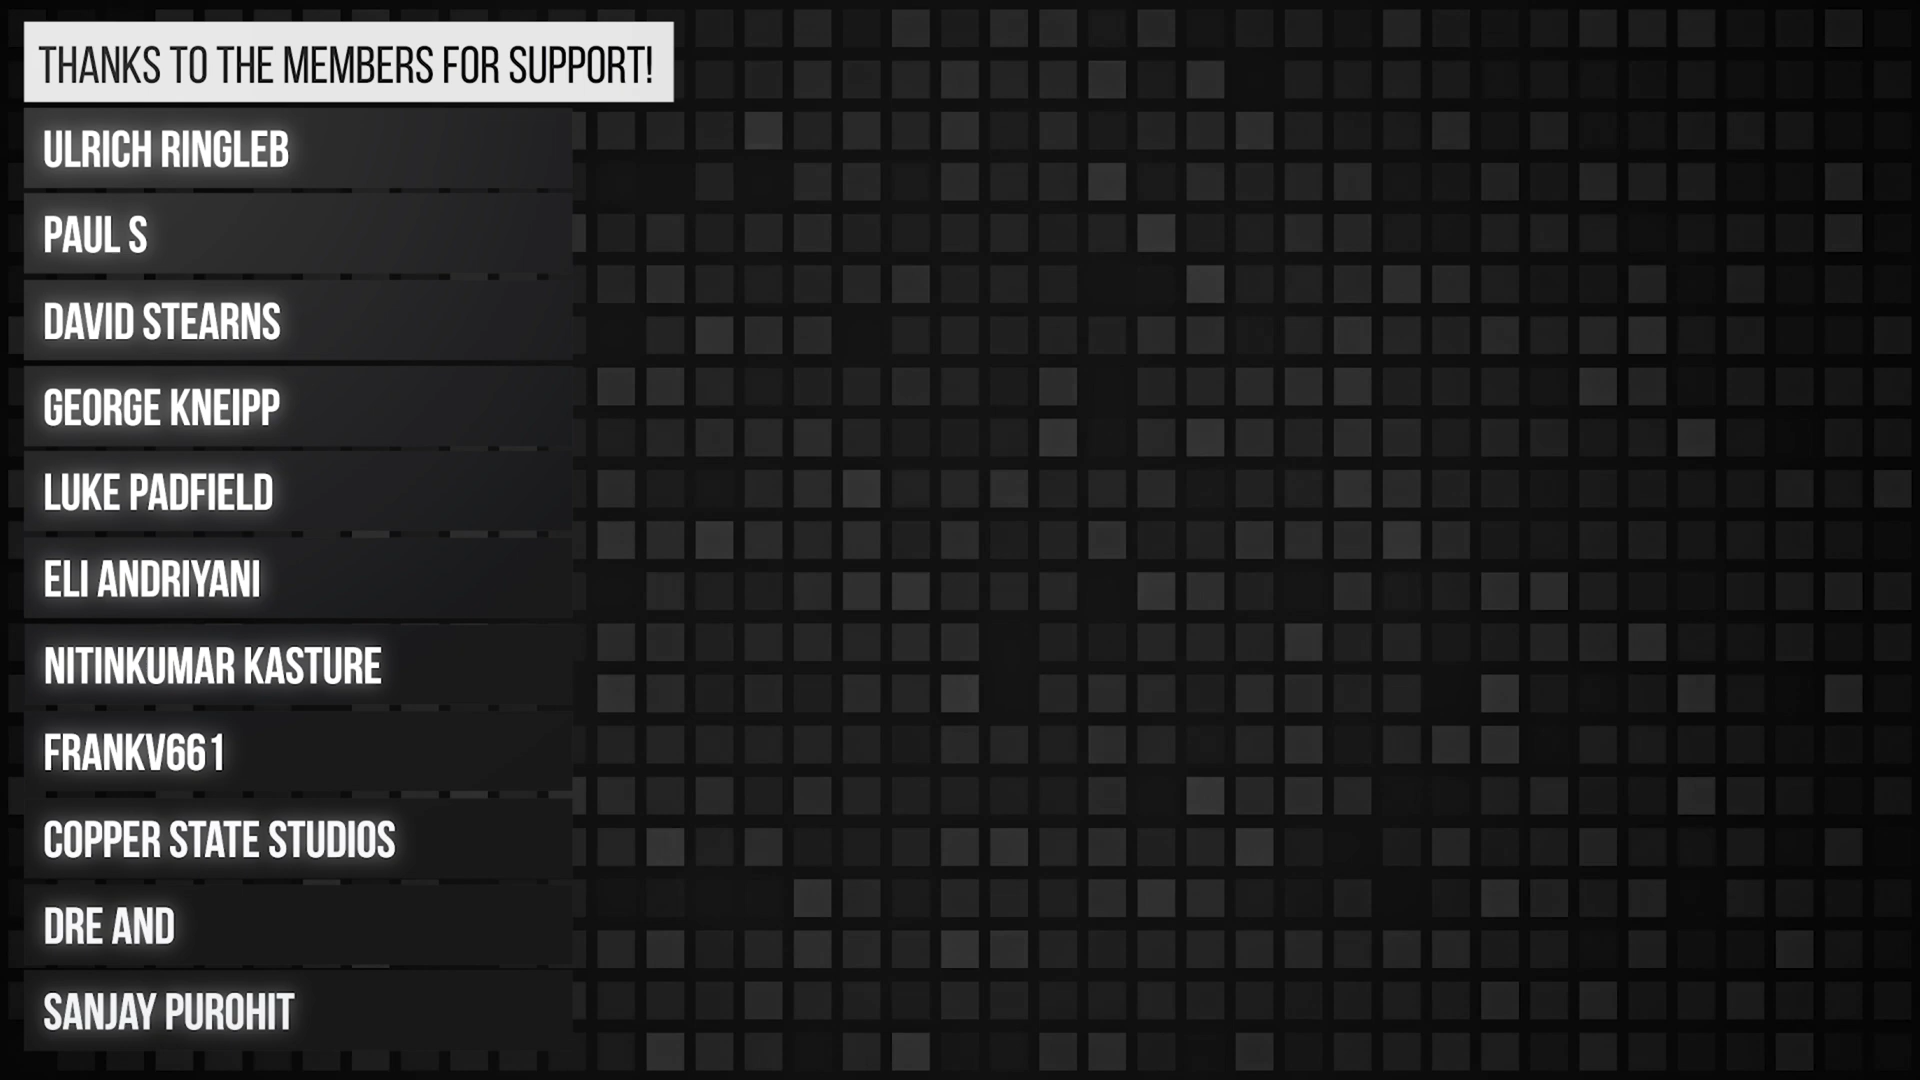 THANKS TO THE MEMBERS FOR SUPPORT!
ULRICH RINGLEB
PAUL S
DAVID STEARNS
GEORGE KNEIPP
LUKE PADFIELD
ELI ANDRIYANI
NITINKUMAR KASTURE
FRANKV661
COPPER STATE STUDIOS
DRE AND
SANJAY PUROHIT